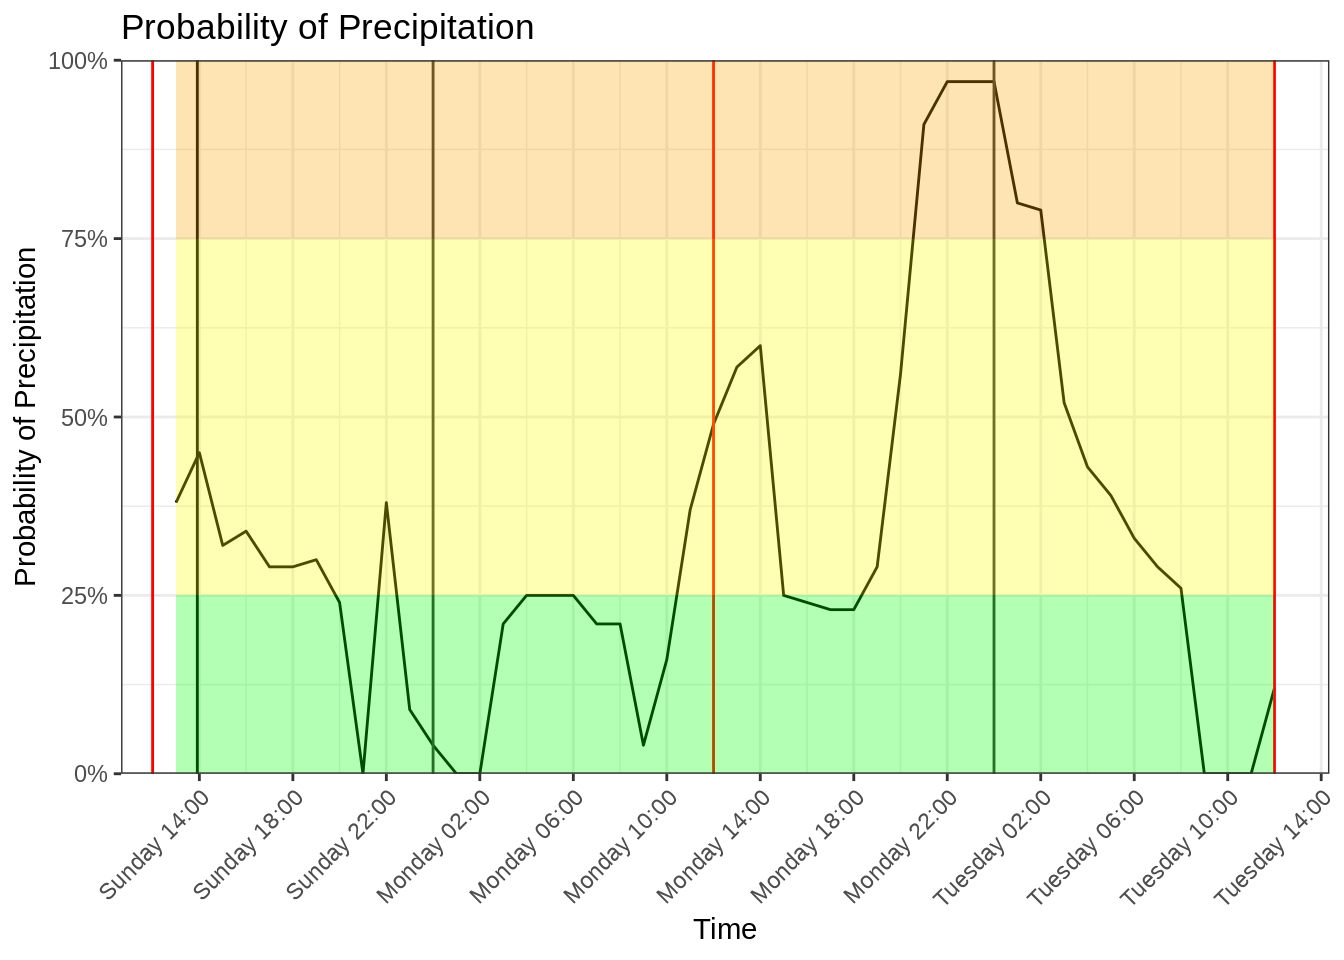 Probability of Precipitation
Probability of Precipitation
100%
75%
50%
25%
0%
Sunday 14:00
Sunday 18:00
Sunday 22:00
Monday 02:00
Monday 06:00
Monday 10:00
Monday 14:00
Monday 18:00
Monday 22:00
Tuesday 02:00
Tuesday 06:00
Tuesday 10:00
Tuesday 14:00
Time